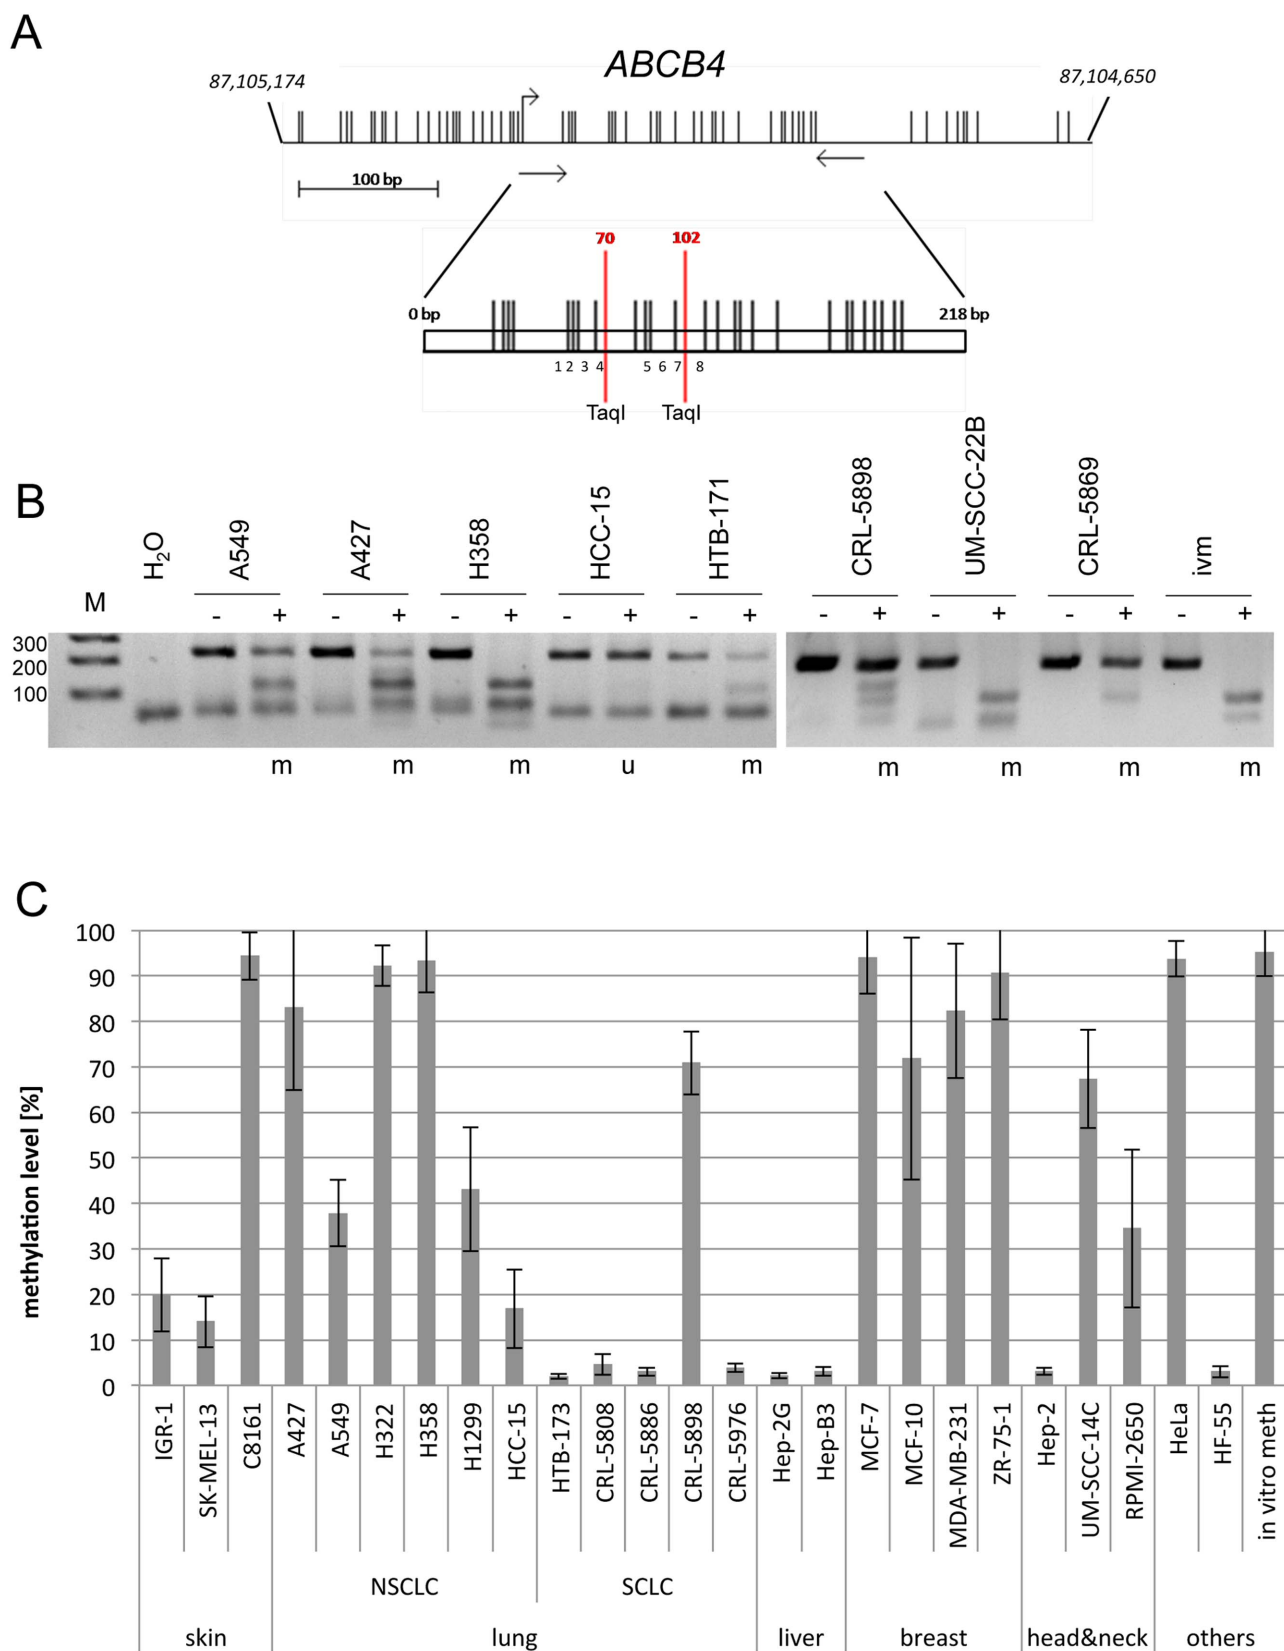 A
ABCB4
87,105,174
87,104,650
100 bp
70 102
0 bp
218 bp
1 2 3 4 5 6 7 8
TaqI TaqI
B
M
H2O
A549
A427
H358
HCC-15
HTB-171
CRL-5898
UM-SCC-22B
CRL-5869
ivm
- + - + - + - + - + - + - + - + - +
300
200
100
m m m u m m m m m
C
methylation level [%]
100
90
80
70
60
50
40
30
20
10
0
IGR-1
SK-MEL-13
C8161
A427
A549
H322
H358
H1299
HCC-15
HTB-173
CRL-5808
CRL-5886
CRL-5898
CRL-5976
Hep-2G
Hep-B3
MCF-7
MCF-10
MDA-MB-231
ZR-75-1
Hep-2
UM-SCC-14C
RPMI-2650
HeLa
HF-55
in vitro meth
NSCLC SCLC
skin lung liver breast head&neck others